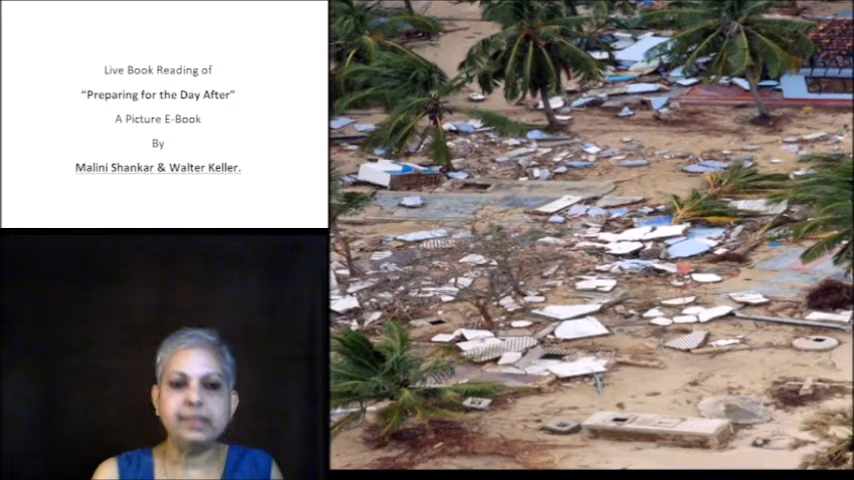 Live Book Reading of
“Preparing for the Day After”
A Picture E-Book
By
Malini Shankar & Walter Keller.